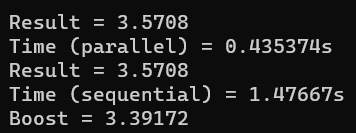 Result = 3.5708
Time (parallel) = 0.435374s
Result = 3.5708
Time (sequential) = 1.47667s
Boost = 3.39172